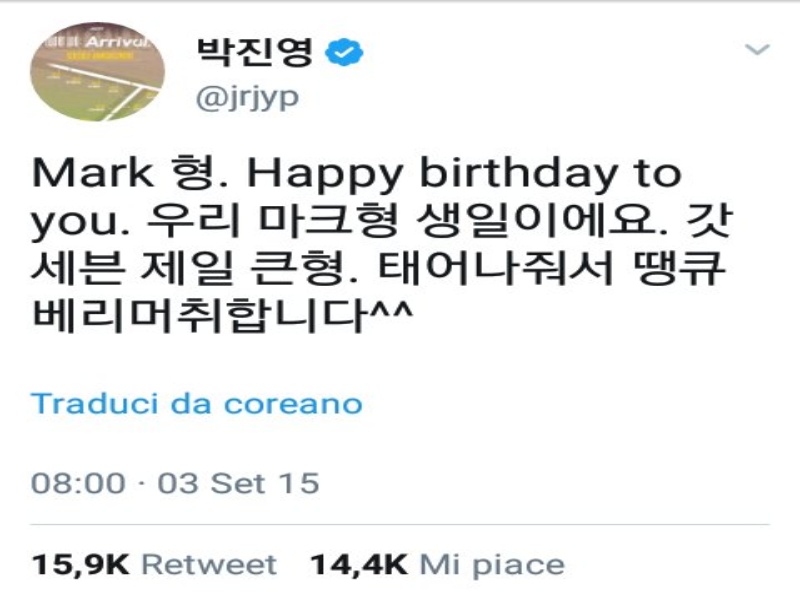 Arrival
박진영
@jrjyp
Mark 형. Happy birthday to
you. 우리 마크형 생일이에요. 갓
세븐 제일 큰형. 태어나줘서 땡큐
베리머취합니다^^
Traduci da coreano
08:00 · 03 Set 15
15,9K Retweet 14,4K Mi piace